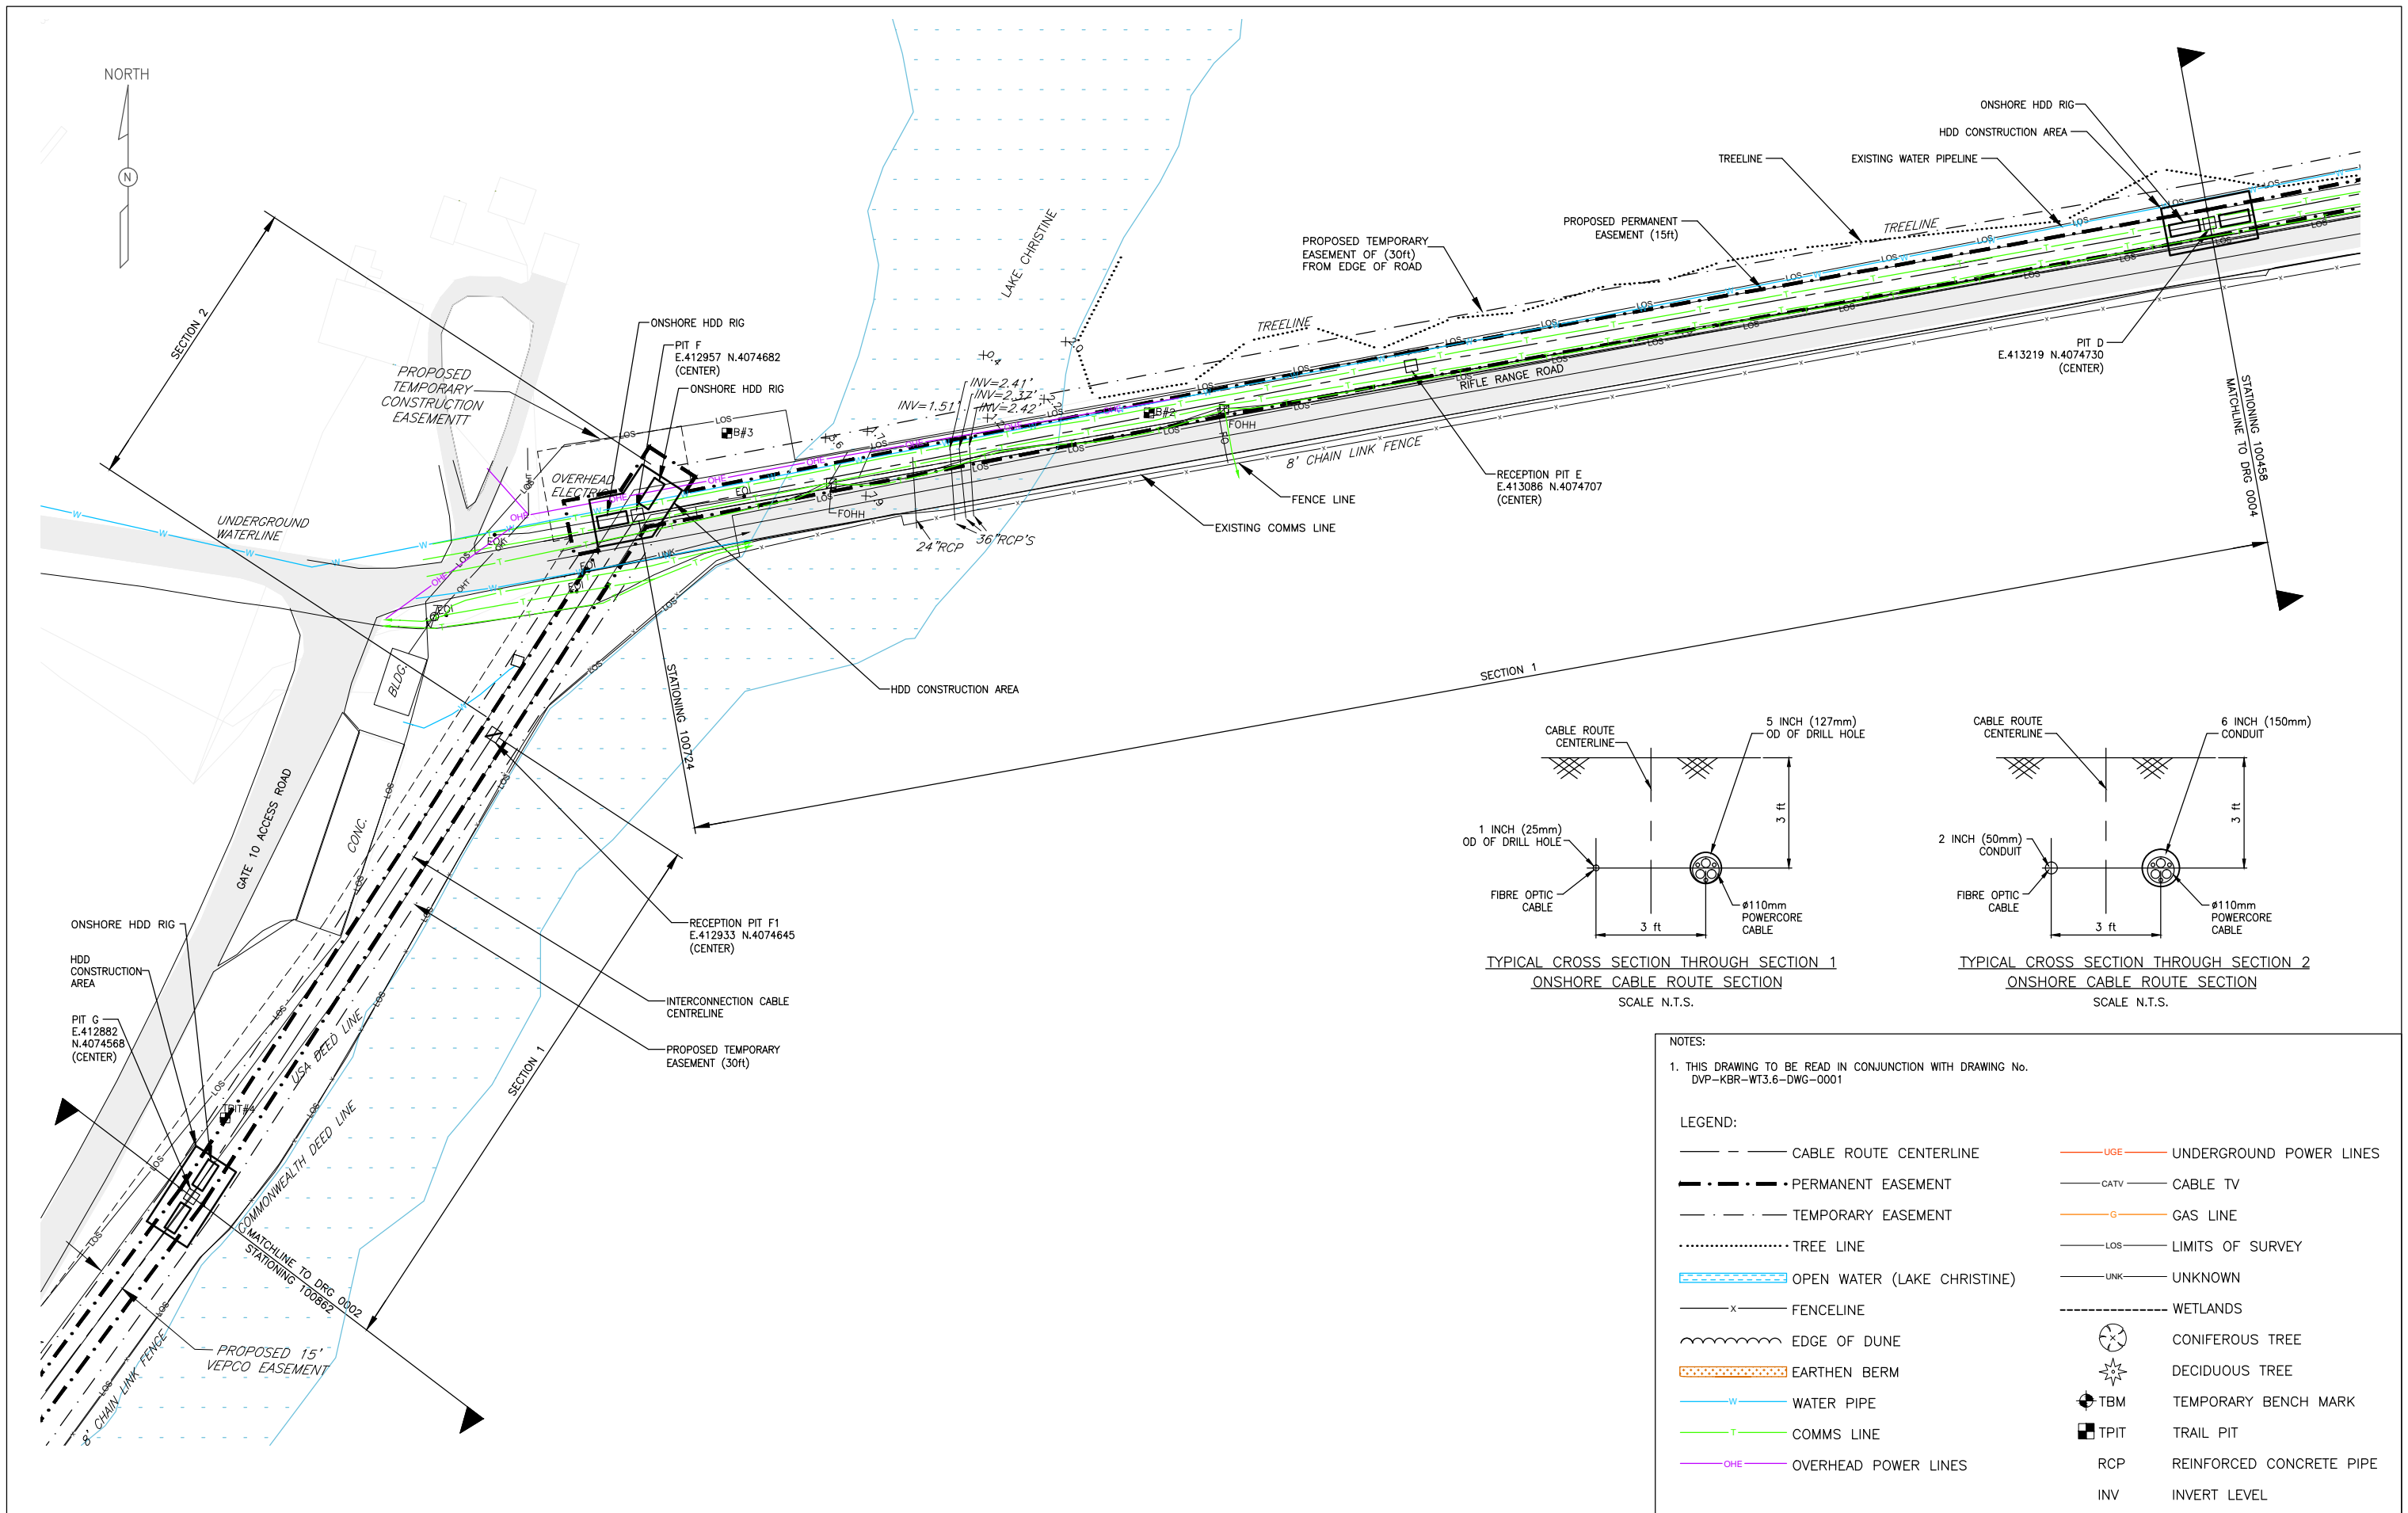 NORTH
N
SECTION 2
PROPOSED
TEMPORARY
CONSTRUCTION
EASEMENTT
ONSHORE HDD RIG
PIT F
E.412957 N.4074682
(CENTER)
ONSHORE HDD RIG
B#3
OVERHEAD
ELECTRIC
UNDERGROUND
WATERLINE
LAKE CHRISTINE
TREELINE
INV=1.51'
INV=2.41'
INV=2.37'
INV=2.42'
24"RCP
36"RCP'S
FOHH
B#2
FOHH
FO
PROPOSED TEMPORARY
EASEMENT OF (30ft)
FROM EDGE OF ROAD
PROPOSED PERMANENT
EASEMENT (15ft)
TREELINE
EXISTING WATER PIPELINE
HDD CONSTRUCTION AREA
ONSHORE HDD RIG
TREELINE
RIFLE RANGE ROAD
8' CHAIN LINK FENCE
FENCE LINE
EXISTING COMMS LINE
RECEPTION PIT E
E.413086 N.4074707
(CENTER)
PIT D
E.413219 N.4074730
(CENTER)
STATIONING 100458
MATCHLINE TO DRG 0004
SECTION 1
HDD CONSTRUCTION AREA
STATIONING 100724
BLDG.
CONC.
GATE 10 ACCESS ROAD
RECEPTION PIT F1
E.412933 N.4074645
(CENTER)
INTERCONNECTION CABLE
CENTRELINE
PROPOSED TEMPORARY
EASEMENT (30ft)
SECTION 1
ONSHORE HDD RIG
HDD
CONSTRUCTION
AREA
PIT G
E.412882
N.4074568
(CENTER)
TPIT#4
USA DEED LINE
COMMONWEALTH DEED LINE
MATCHLINE TO DRG 0002
STATIONING 100862
PROPOSED 15'
VEPCO EASEMENT
8' CHAIN LINK FENCE
CABLE ROUTE
CENTERLINE
5 INCH (127mm)
OD OF DRILL HOLE
1 INCH (25mm)
OD OF DRILL HOLE
3 ft
FIBRE OPTIC
CABLE
3 ft
ø110mm
POWERCORE
CABLE
TYPICAL CROSS SECTION THROUGH SECTION 1
ONSHORE CABLE ROUTE SECTION
SCALE N.T.S.
CABLE ROUTE
CENTERLINE
6 INCH (150mm)
CONDUIT
2 INCH (50mm)
CONDUIT
3 ft
FIBRE OPTIC
CABLE
3 ft
ø110mm
POWERCORE
CABLE
TYPICAL CROSS SECTION THROUGH SECTION 2
ONSHORE CABLE ROUTE SECTION
SCALE N.T.S.
NOTES:
1. THIS DRAWING TO BE READ IN CONJUNCTION WITH DRAWING No.
DVP-KBR-WT3.6-DWG-0001
LEGEND:
CABLE ROUTE CENTERLINE
PERMANENT EASEMENT
TEMPORARY EASEMENT
TREE LINE
OPEN WATER (LAKE CHRISTINE)
X FENCELINE
EDGE OF DUNE
EARTHEN BERM
W WATER PIPE
T COMMS LINE
OHE OVERHEAD POWER LINES
UGE UNDERGROUND POWER LINES
CATV CABLE TV
G GAS LINE
LOS LIMITS OF SURVEY
UNK UNKNOWN
WETLANDS
CONIFEROUS TREE
DECIDUOUS TREE
TBM TEMPORARY BENCH MARK
TPIT TRAIL PIT
RCP REINFORCED CONCRETE PIPE
INV INVERT LEVEL